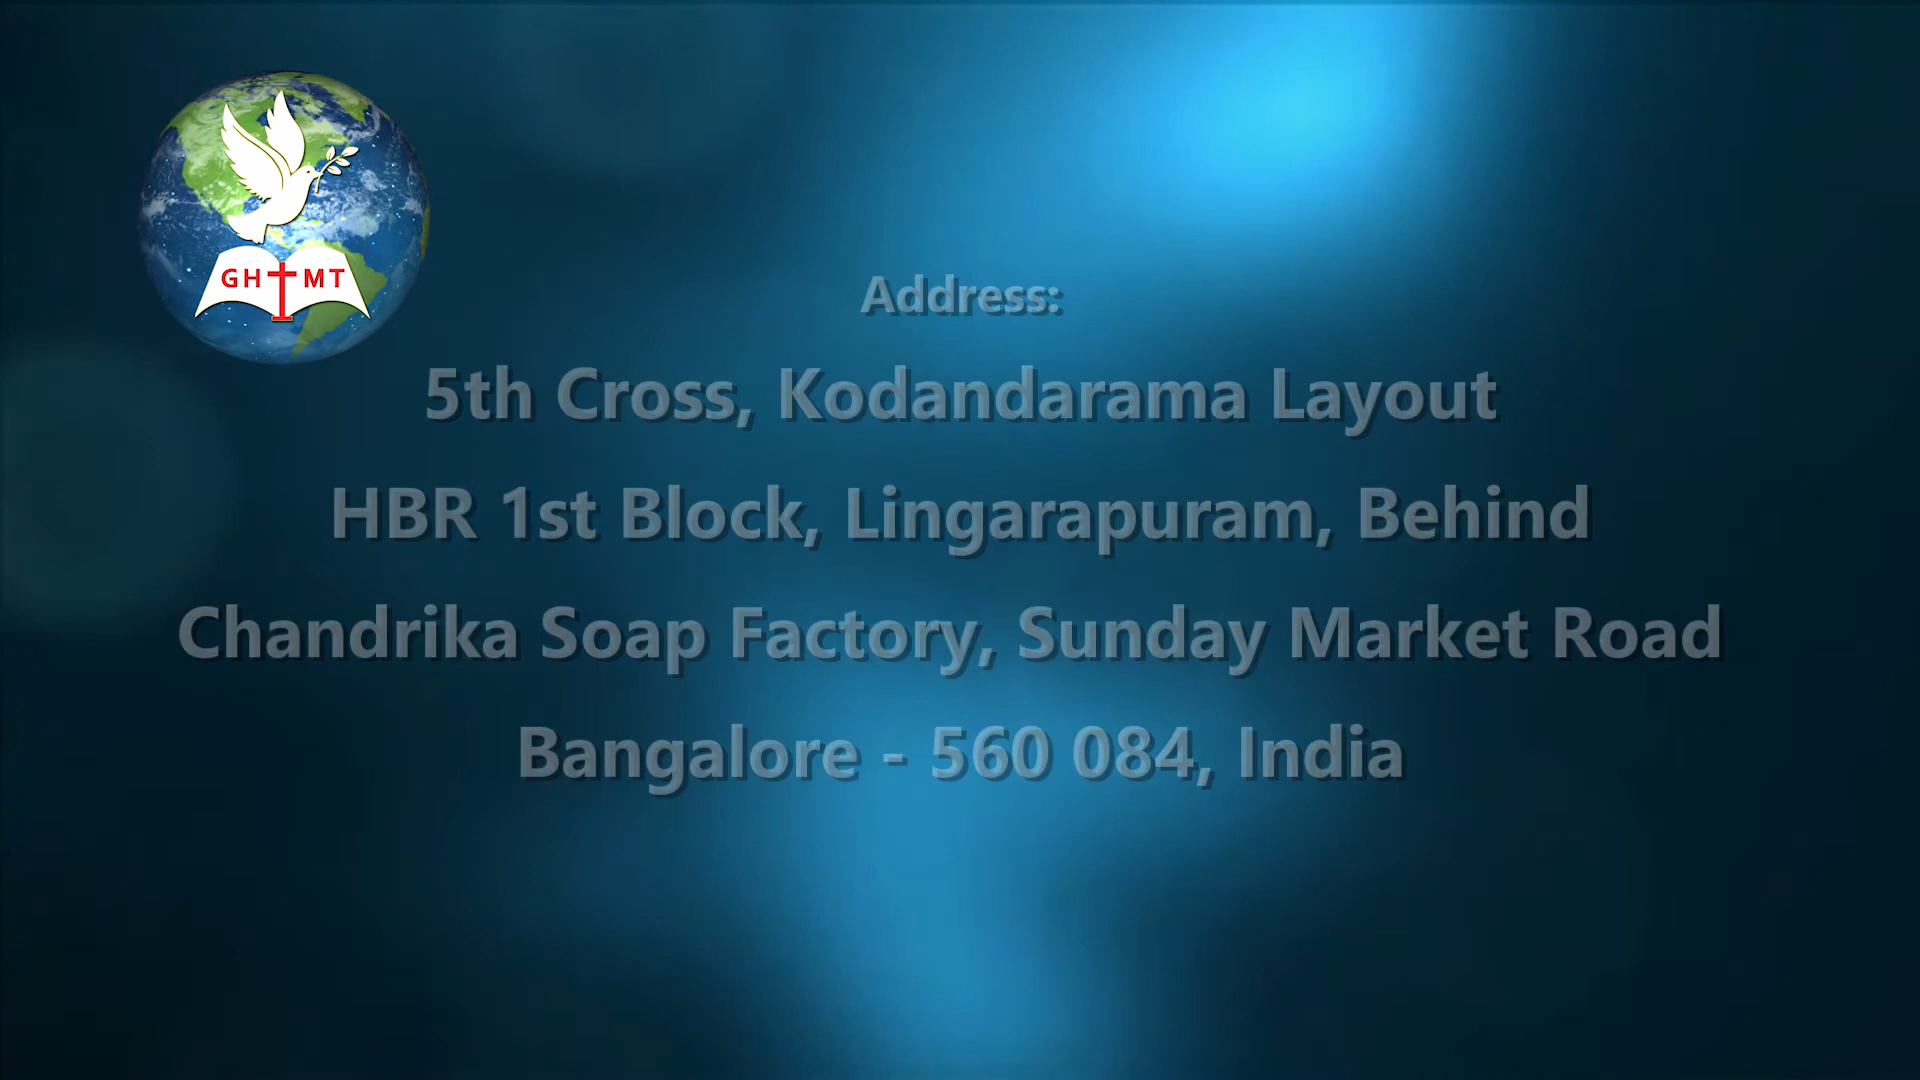 GH MT
Address:
5th Cross, Kodandarama Layout
HBR 1st Block, Lingarapuram, Behind
Chandrika Soap Factory, Sunday Market Road
Bangalore - 560 084, India